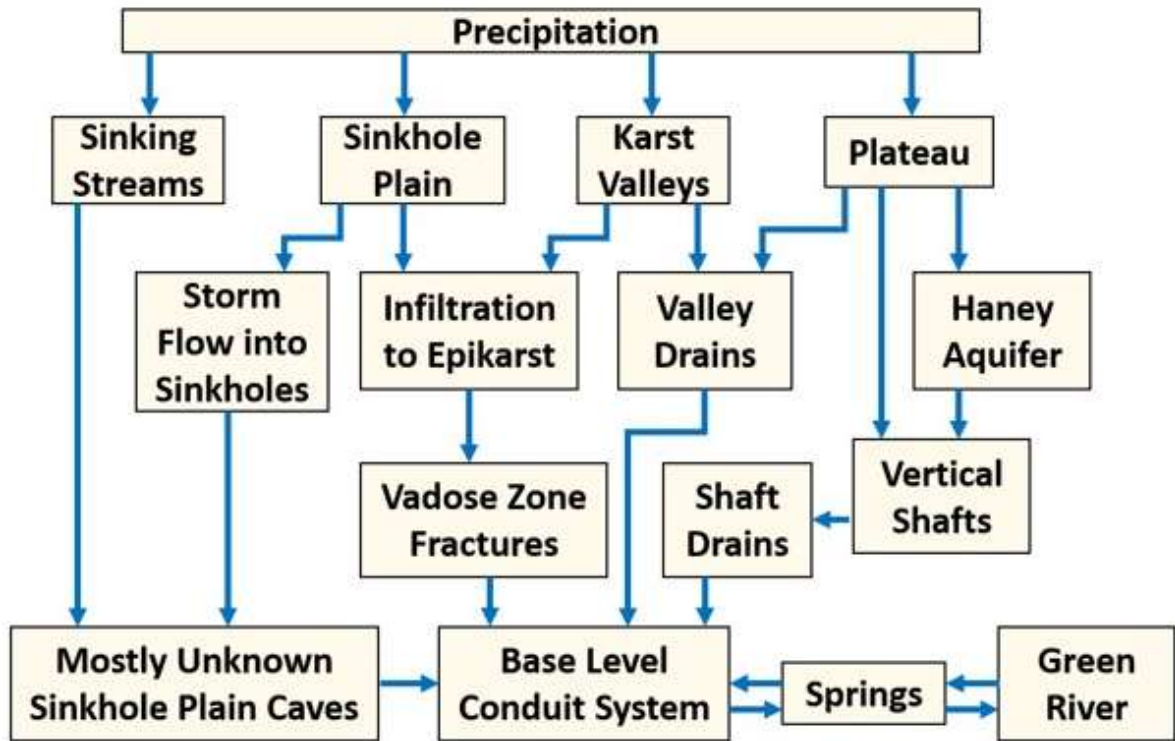 Precipitation
Sinking
Streams
Sinkhole
Plain
Karst
Valleys
Plateau
Storm
Flow into
Sinkholes
Infiltration
to Epikarst
Valley
Drains
Haney
Aquifer
Vadose Zone
Fractures
Shaft
Drains
Vertical
Shafts
Mostly Unknown
Sinkhole Plain Caves
Base Level
Conduit System
Springs
Green
River